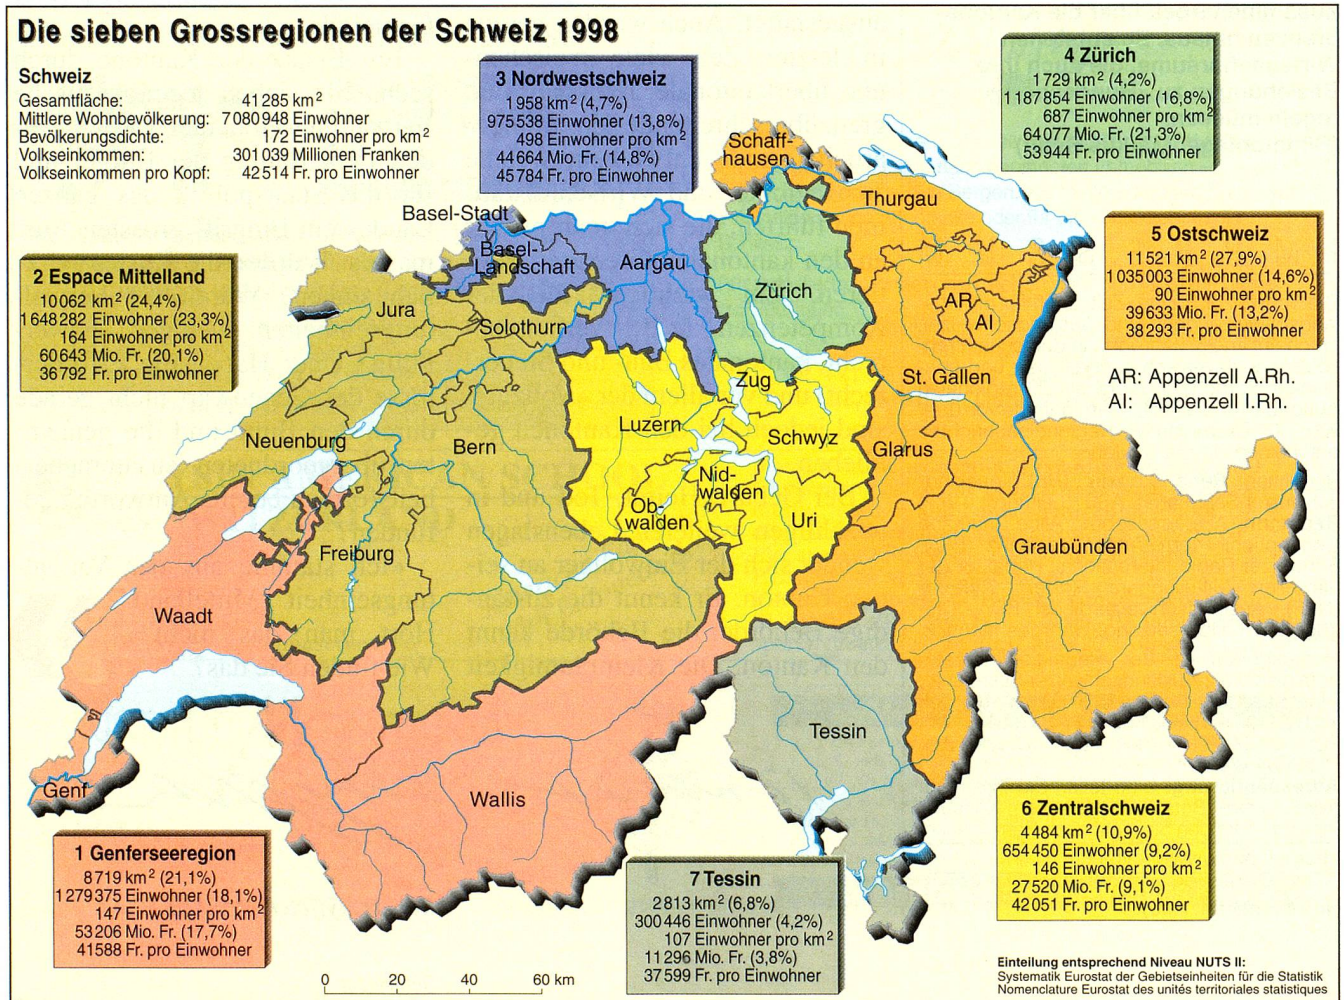 Die sieben Grossregionen der Schweiz 1998
Schweiz
Gesamtfläche: 41 285 km²
Mittlere Wohnbevölkerung: 7 080 948 Einwohner
Bevölkerungsdichte: 172 Einwohner pro km²
Volkseinkommen: 301 039 Millionen Franken
Volkseinkommen pro Kopf: 42 514 Fr. pro Einwohner
3 Nordwestschweiz
1 958 km² (4,7%)
975 538 Einwohner (13,8%)
498 Einwohner pro km²
44 664 Mio. Fr. (14,8%)
45 784 Fr. pro Einwohner
4 Zürich
1 729 km² (4,2%)
1 187 854 Einwohner (16,8%)
687 Einwohner pro km²
64 077 Mio. Fr. (21,3%)
53 944 Fr. pro Einwohner
2 Espace Mittelland
10 062 km² (24,4%)
1 648 282 Einwohner (23,3%)
164 Einwohner pro km²
60 643 Mio. Fr. (20,1%)
36 792 Fr. pro Einwohner
5 Ostschweiz
11 521 km² (27,9%)
1 035 003 Einwohner (14,6%)
90 Einwohner pro km²
39 633 Mio. Fr. (13,2%)
38 293 Fr. pro Einwohner
AR: Appenzell A.Rh.
AI: Appenzell I.Rh.
Schaff-
hausen
Thurgau
Basel-Stadt
Basel-
Landschaft
Aargau
Zürich
Jura
Solothurn
AR
AI
St. Gallen
Zug
Luzern
Schwyz
Glarus
Neuenburg
Bern
Nid-
walden
Ob-
walden
Uri
Freiburg
Graubünden
Waadt
Tessin
Genf
Wallis
1 Genferseeregion
8 719 km² (21,1%)
1 279 375 Einwohner (18,1%)
147 Einwohner pro km²
53 206 Mio. Fr. (17,7%)
41 588 Fr. pro Einwohner
7 Tessin
2 813 km² (6,8%)
300 446 Einwohner (4,2%)
107 Einwohner pro km²
11 296 Mio. Fr. (3,8%)
37 599 Fr. pro Einwohner
6 Zentralschweiz
4 484 km² (10,9%)
654 450 Einwohner (9,2%)
146 Einwohner pro km²
27 520 Mio. Fr. (9,1%)
42 051 Fr. pro Einwohner
0 20 40 60 km
Einteilung entsprechend Niveau NUTS II:
Systematik Eurostat der Gebietseinheiten für die Statistik
Nomenclature Eurostat des unités territoriales statistiques